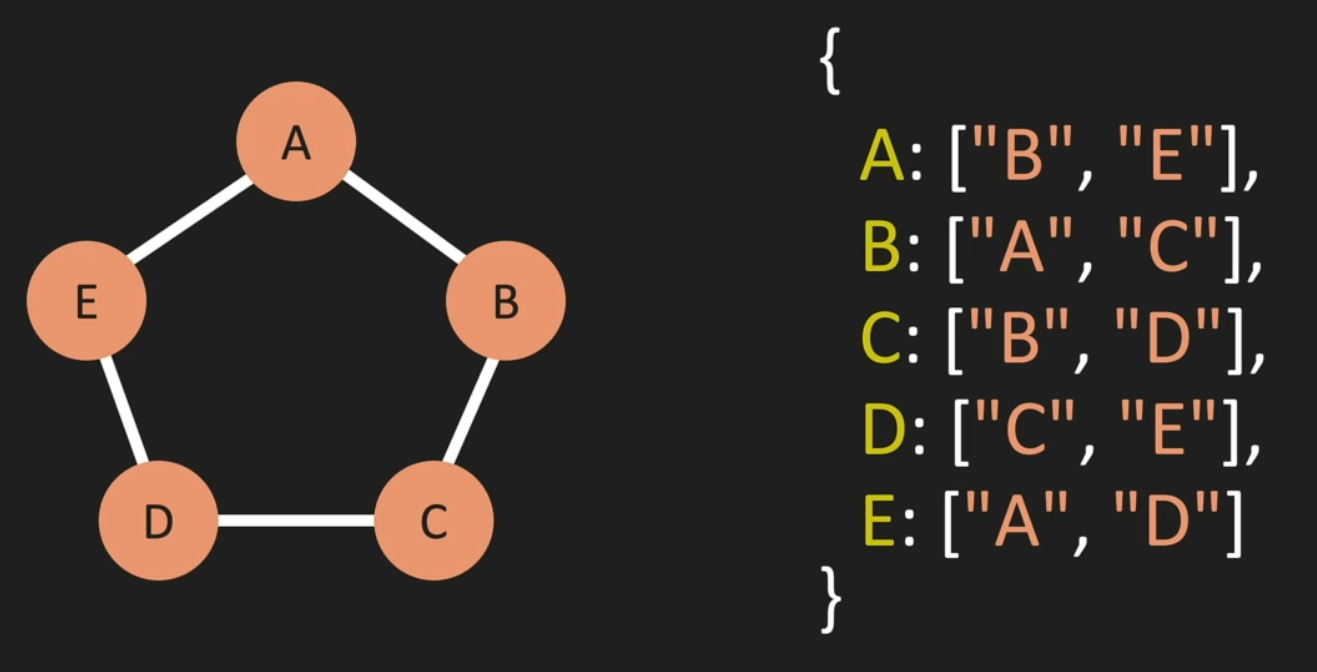 A
E
B
D
C
{
A: ["B", "E"],
B: ["A", "C"],
C: ["B", "D"],
D: ["C", "E"],
E: ["A", "D"]
}